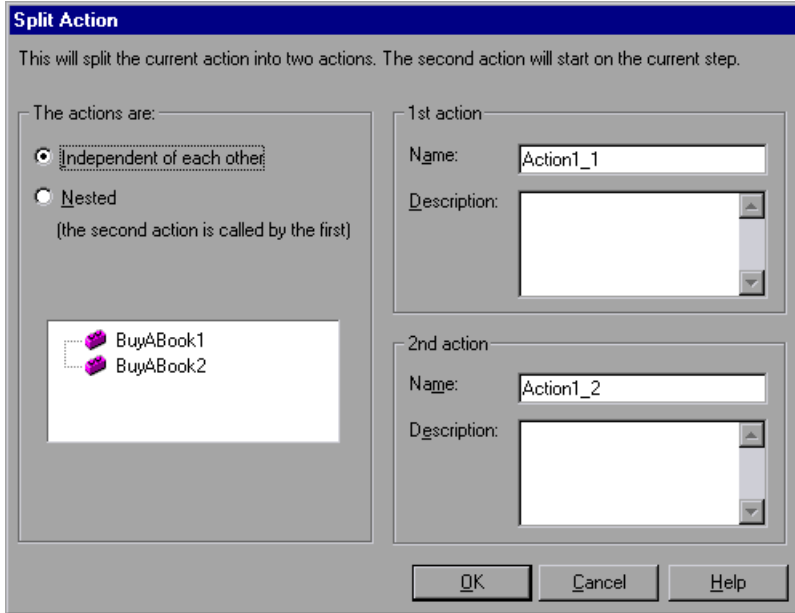 Split Action
This will split the current action into two actions. The second action will start on the current step.
The actions are:
Independent of each other
Nested
(the second action is called by the first)
BuyABook1
BuyABook2
1st action
Name:
Action1_1
Description:
2nd action
Name:
Action1_2
Description:
OK
Cancel
Help